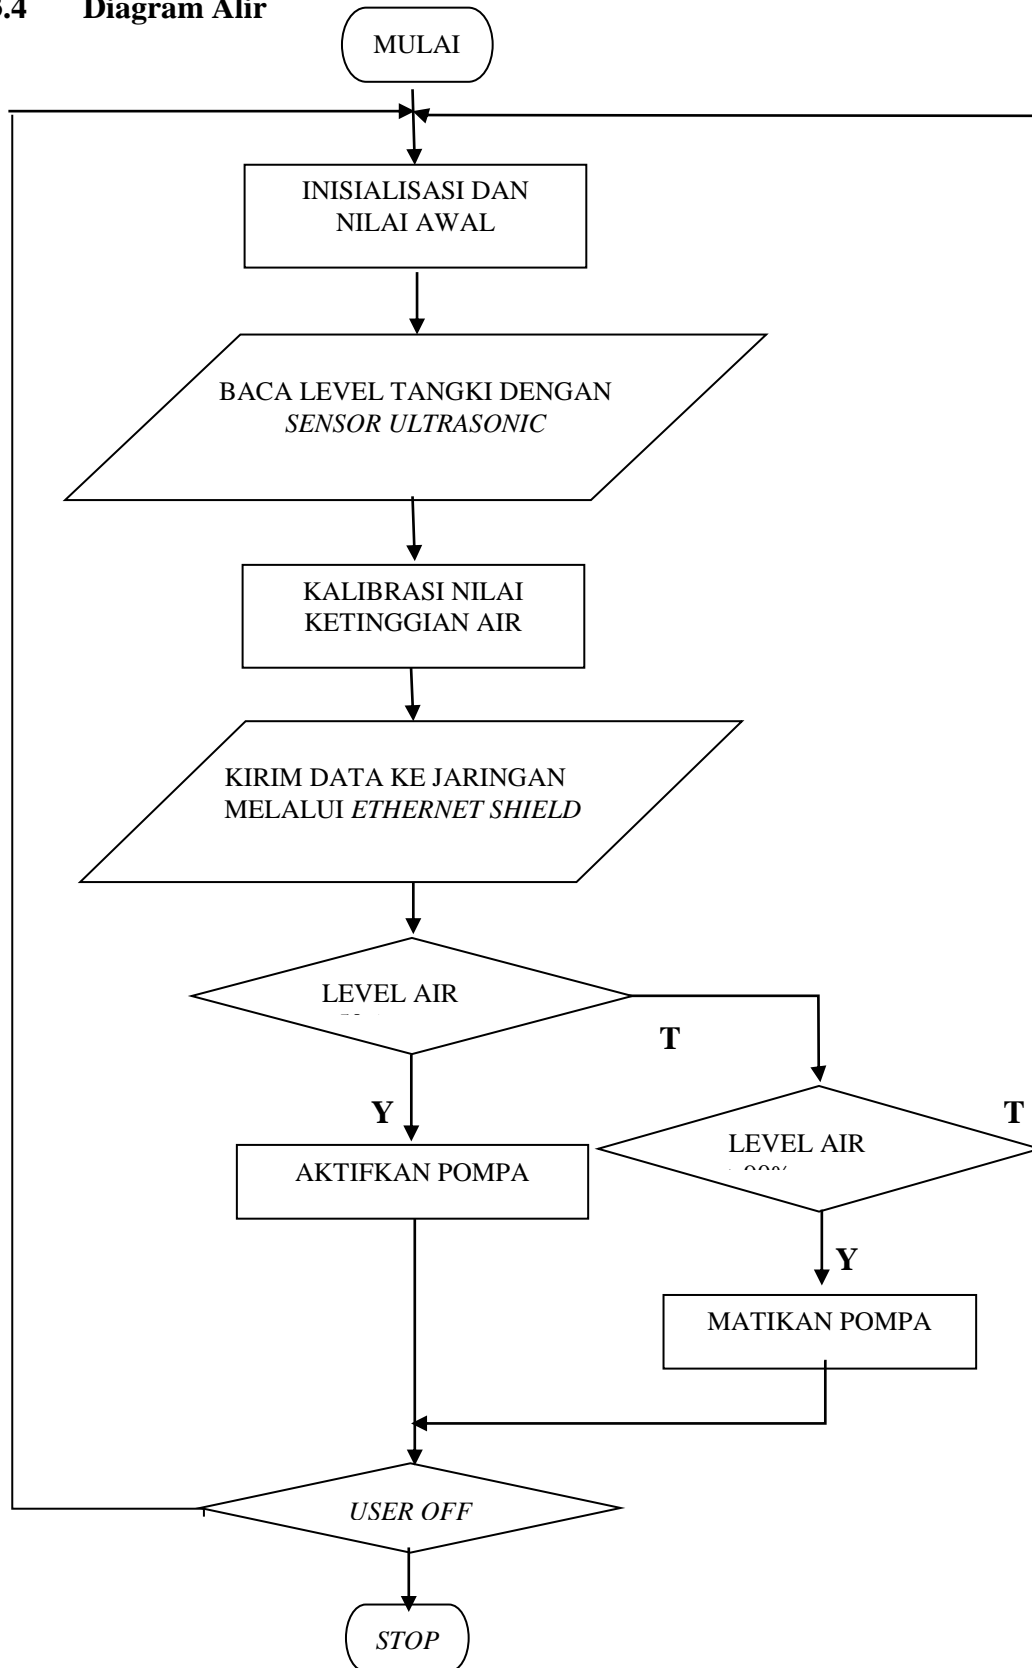 3.4 Diagram Alir
MULAI
INISIALISASI DAN
NILAI AWAL
BACA LEVEL TANGKI DENGAN
SENSOR ULTRASONIC
KALIBRASI NILAI
KETINGGIAN AIR
KIRIM DATA KE JARINGAN
MELALUI ETHERNET SHIELD
LEVEL AIR
T
Y
T
LEVEL AIR
AKTIFKAN POMPA
Y
MATIKAN POMPA
USER OFF
STOP